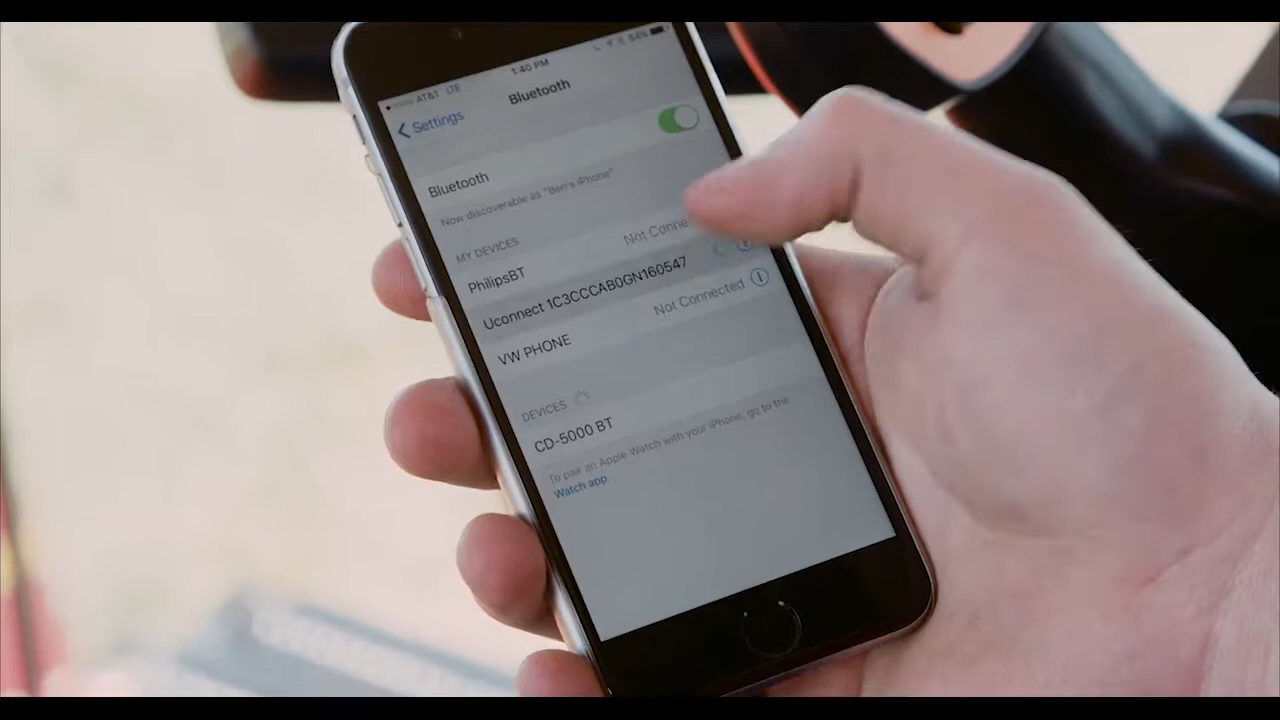 AT&T LTE 1:40 PM 84%
Settings Bluetooth
Bluetooth
Now discoverable as "Ben's iPhone"
MY DEVICES
PhilipsBT Not Conne
Uconnect 1C3CCCAB0GN160547
VW PHONE Not Connected
DEVICES
CD-5000 BT
To pair an Apple Watch with your iPhone, go to the
Watch app.